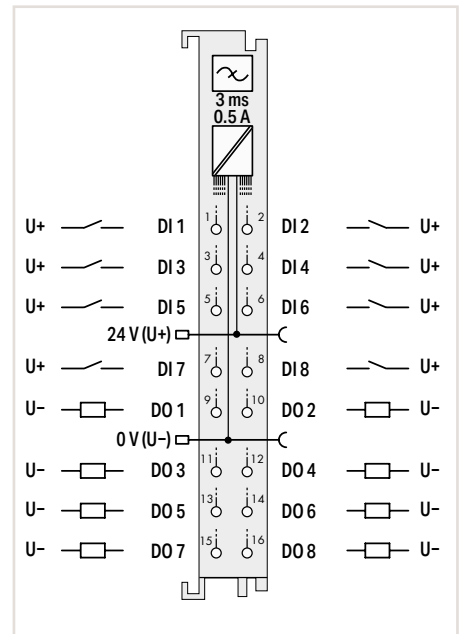 3 ms
0.5 A
U+ DI 1 1 2 DI 2 U+
U+ DI 3 3 4 DI 4 U+
U+ DI 5 5 6 DI 6 U+
24 V (U+)
U+ DI 7 7 8 DI 8 U+
U− DO 1 9 10 DO 2 U−
0 V (U−)
U− DO 3 11 12 DO 4 U−
U− DO 5 13 14 DO 6 U−
U− DO 7 15 16 DO 8 U−